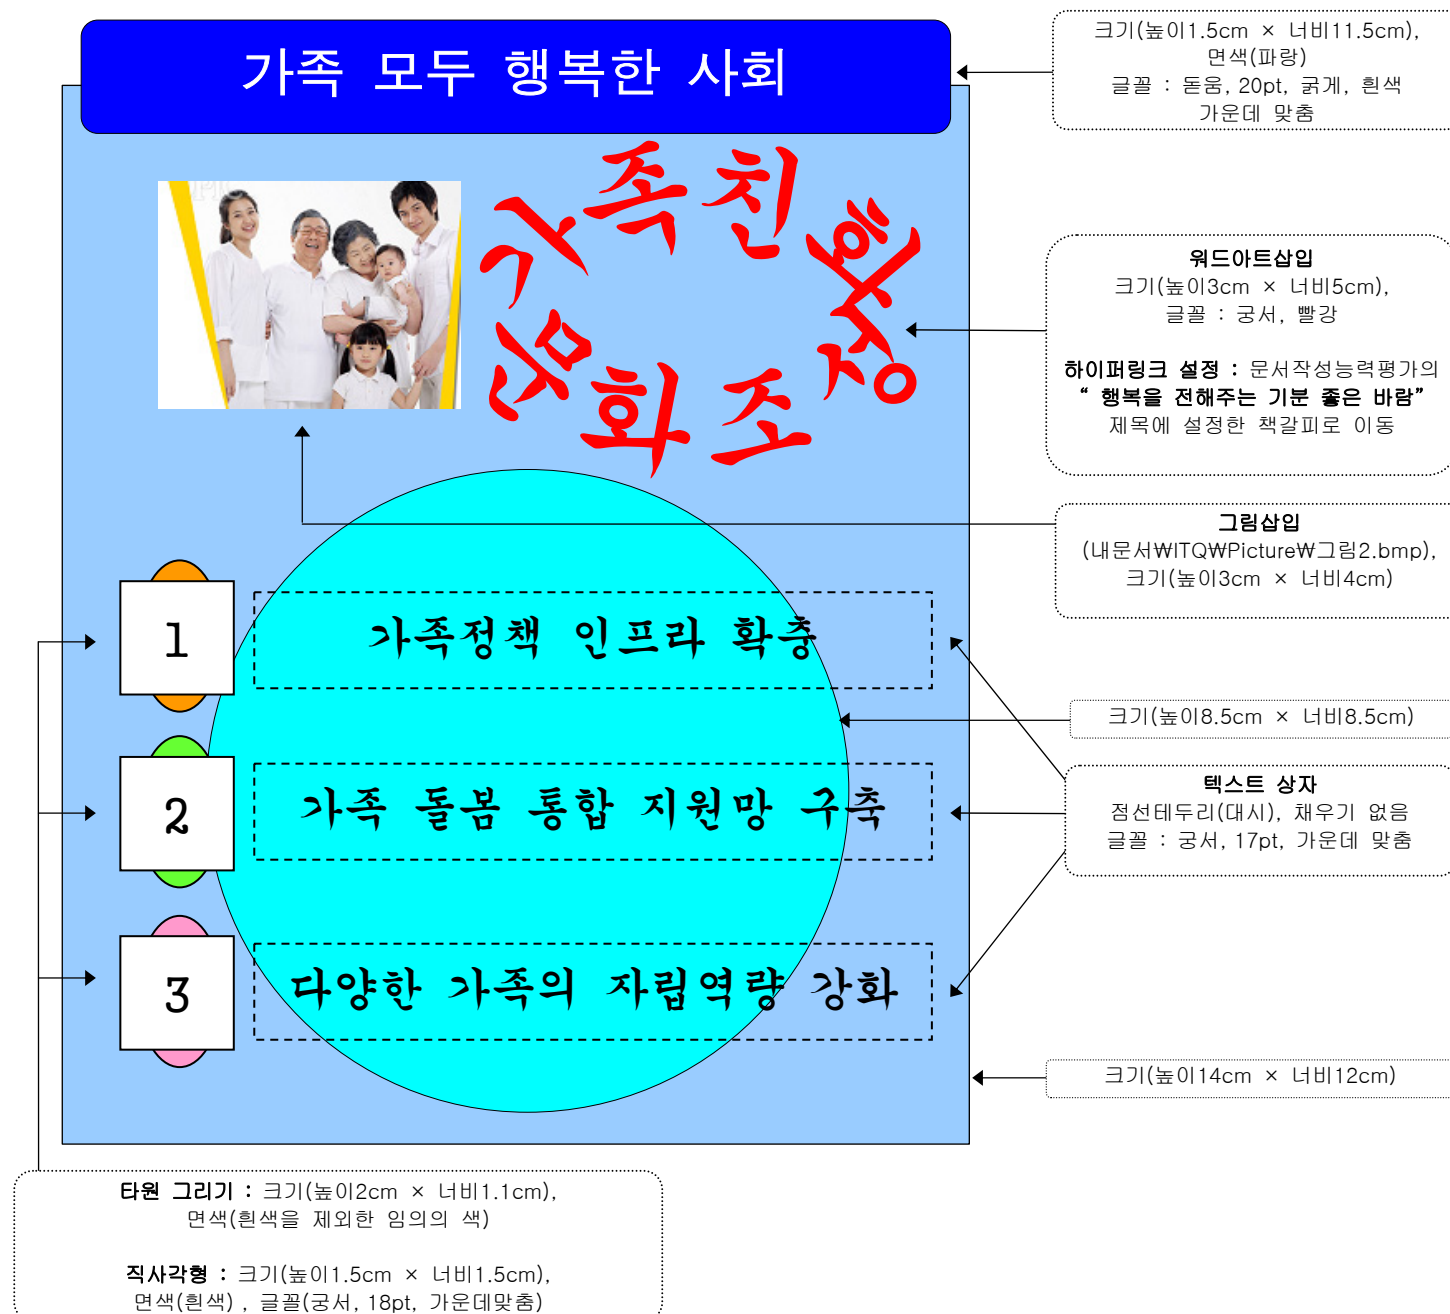 가족 모두 행복한 사회
크기(높이1.5cm × 너비11.5cm),
면색(파랑)
글꼴 : 돋움, 20pt, 굵게, 흰색
가운데 맞춤
가족친화
문화조성
워드아트삽입
크기(높이3cm × 너비5cm),
글꼴 : 궁서, 빨강
하이퍼링크 설정 : 문서작성능력평가의
“ 행복을 전해주는 기분 좋은 바람”
제목에 설정한 책갈피로 이동
그림삽입
(내문서₩ITQ₩Picture₩그림2.bmp),
크기(높이3cm × 너비4cm)
1
가족정책 인프라 확충
크기(높이8.5cm × 너비8.5cm)
2
가족 돌봄 통합 지원망 구축
텍스트 상자
점선테두리(대시), 채우기 없음
글꼴 : 궁서, 17pt, 가운데 맞춤
3
다양한 가족의 자립역량 강화
크기(높이14cm × 너비12cm)
타원 그리기 : 크기(높이2cm × 너비1.1cm),
면색(흰색을 제외한 임의의 색)
직사각형 : 크기(높이1.5cm × 너비1.5cm),
면색(흰색) , 글꼴(궁서, 18pt, 가운데맞춤)